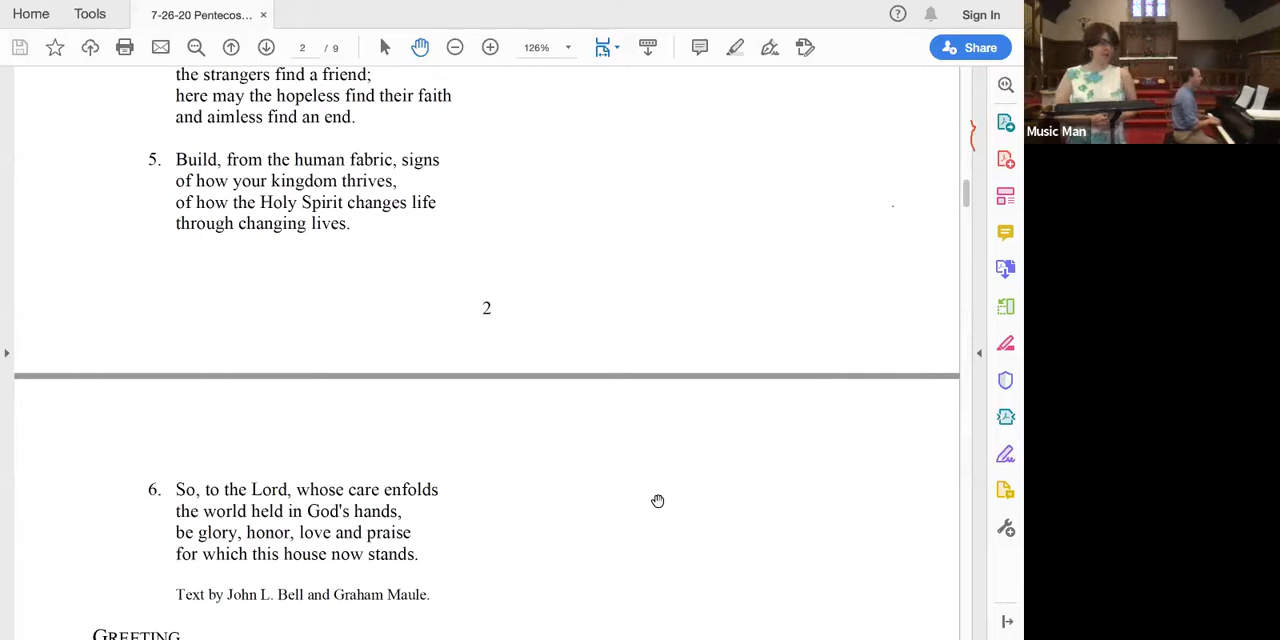 Home
Tools
7-26-20 Pentecos...
×
Sign In
2 / 9
126%
Share
the strangers find a friend;
here may the hopeless find their faith
and aimless find an end.
5. Build, from the human fabric, signs
of how your kingdom thrives,
of how the Holy Spirit changes life
through changing lives.
2
6. So, to the Lord, whose care enfolds
the world held in God's hands,
be glory, honor, love and praise
for which this house now stands.
Text by John L. Bell and Graham Maule.
GREETING
Music Man